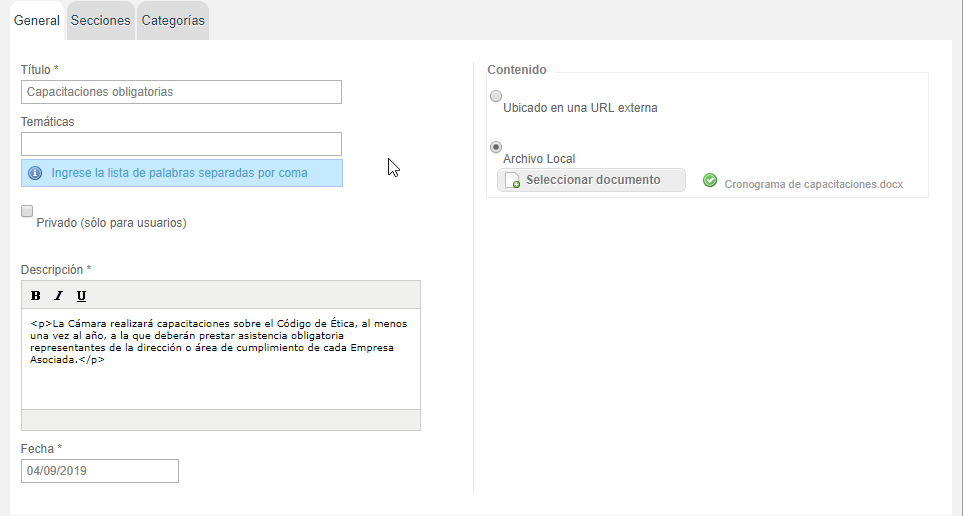 General Secciones Categorías
Título *
Capacitaciones obligatorias
Temáticas
Ingrese la lista de palabras separadas por coma
Privado (sólo para usuarios)
Descripción *
B I U
<p>La Cámara realizará capacitaciones sobre el Código de Ética, al menos
una vez al año, a la que deberán prestar asistencia obligatoria
representantes de la dirección o área de cumplimiento de cada Empresa
Asociada.</p>
Fecha *
04/09/2019
Contenido
Ubicado en una URL externa
Archivo Local
Seleccionar documento
Cronograma de capacitaciones.docx